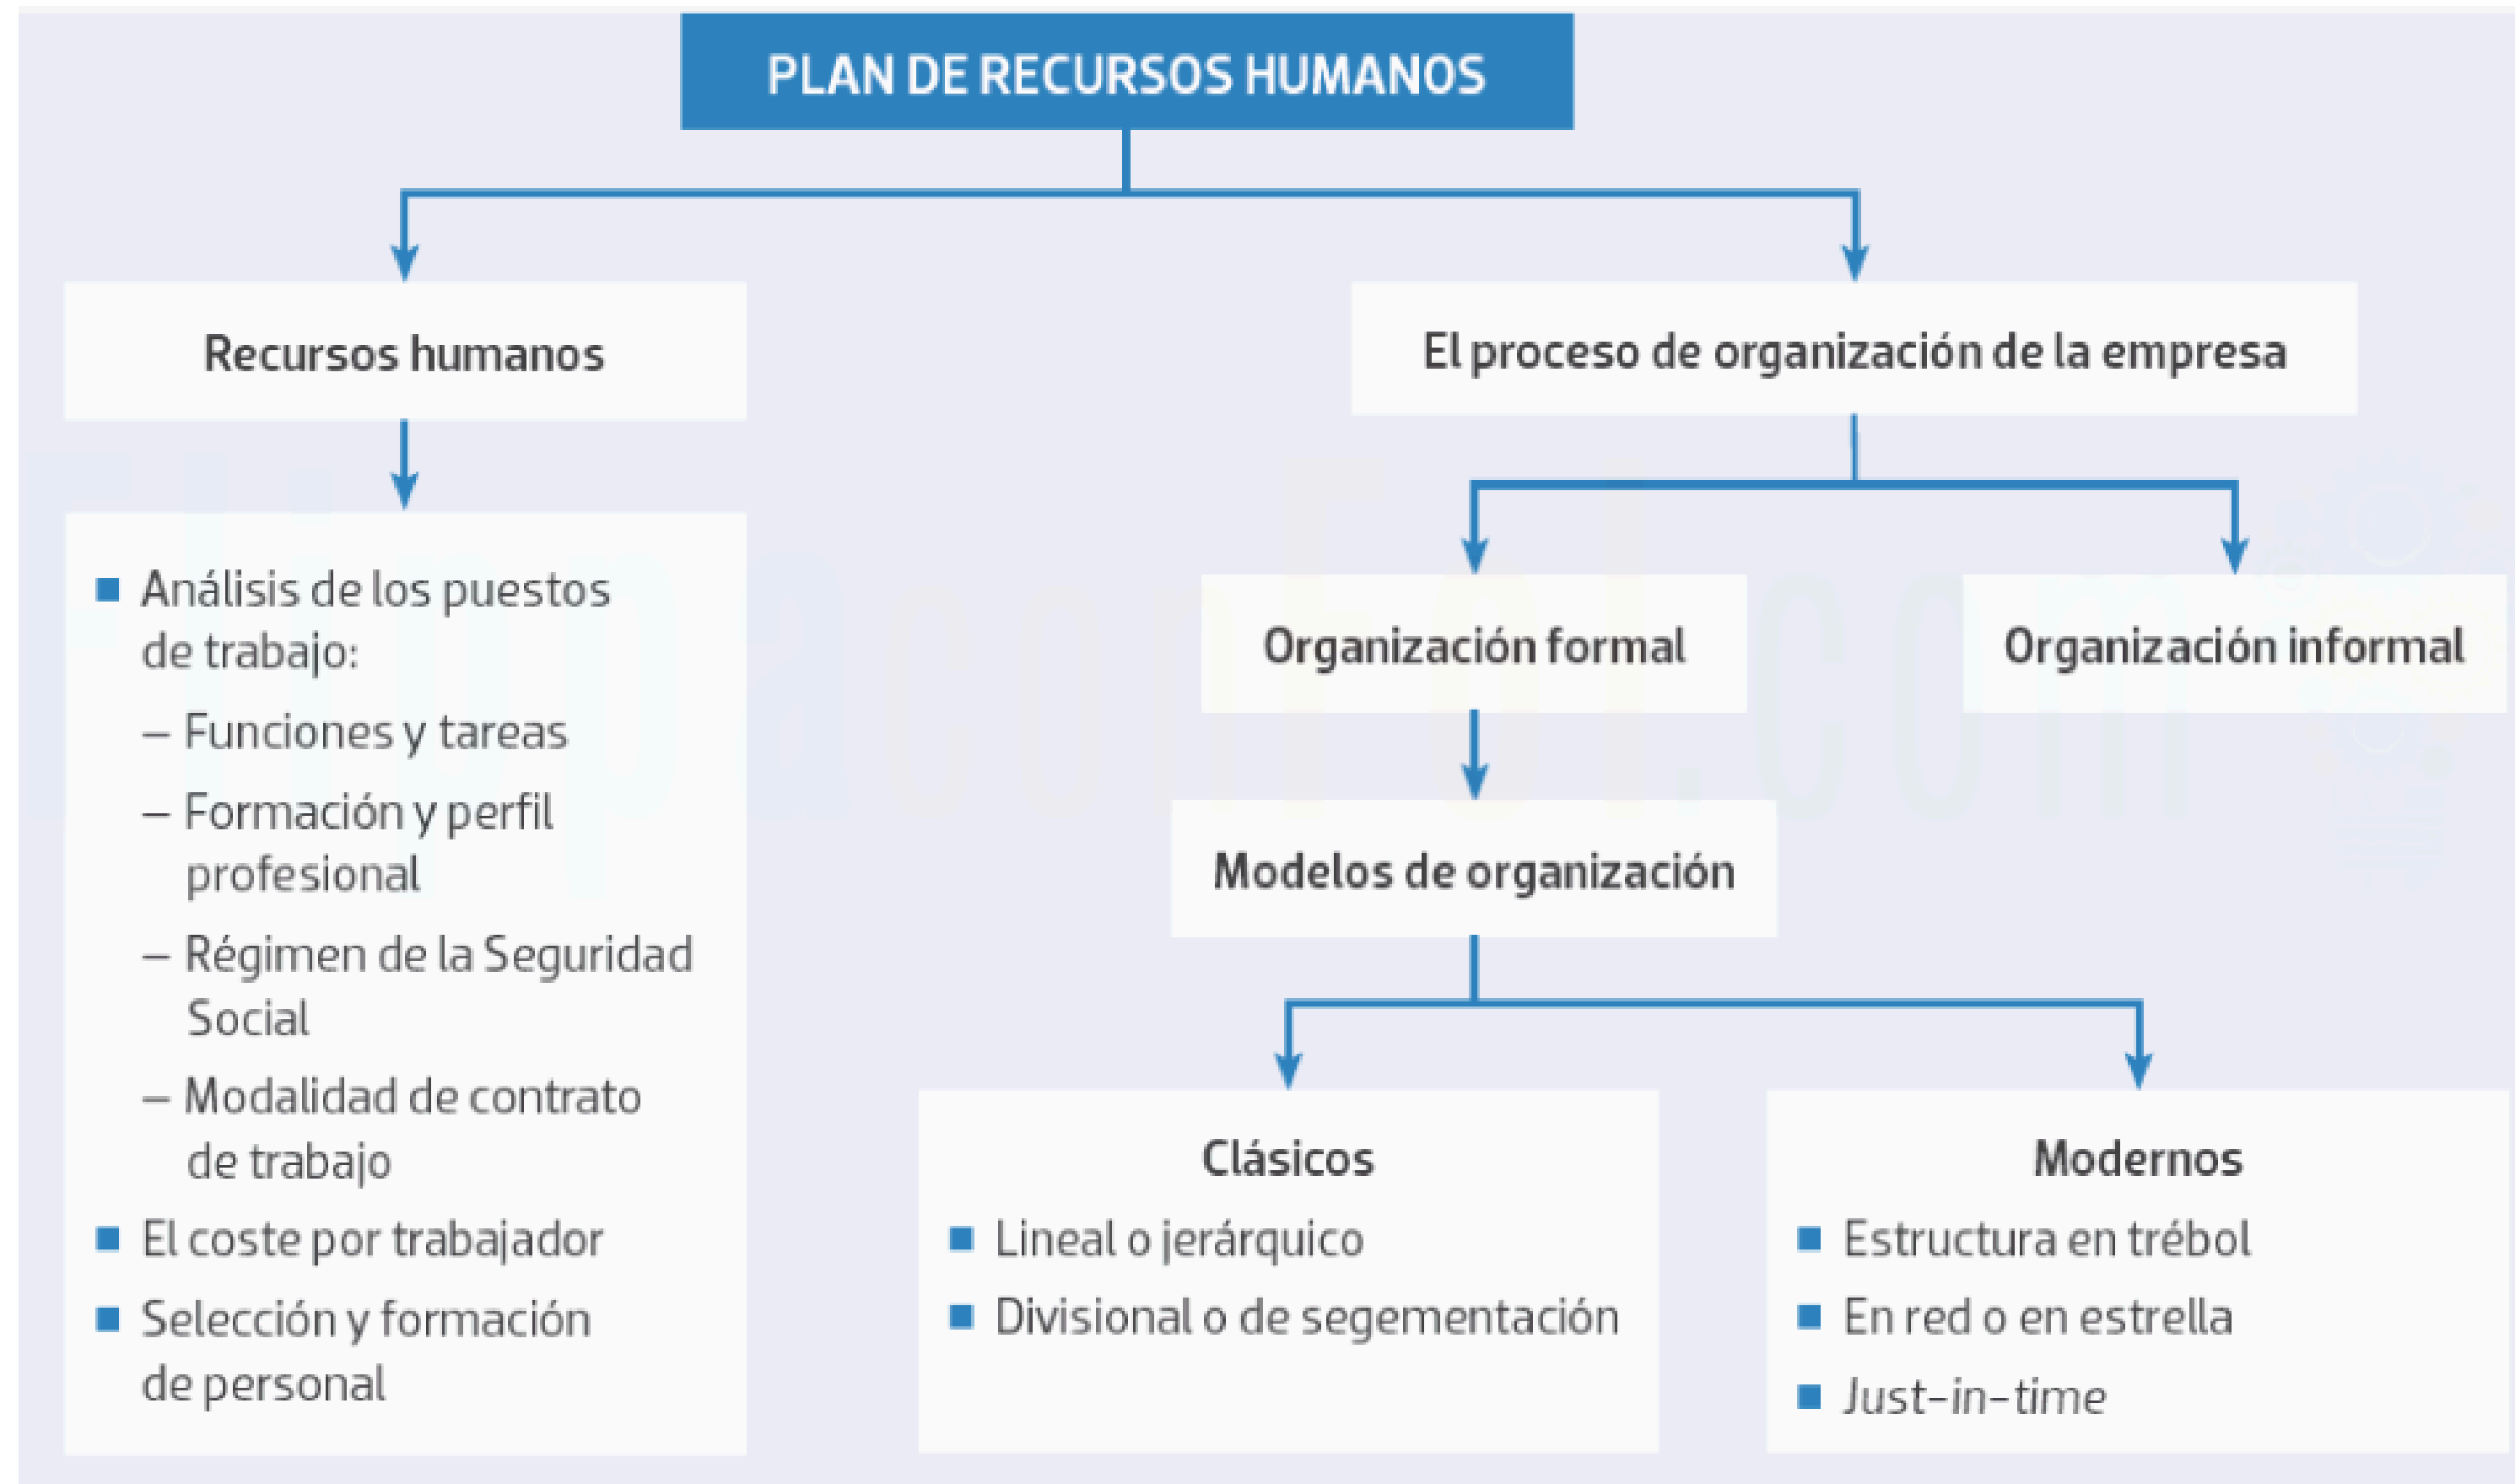 PLAN DE RECURSOS HUMANOS
Recursos humanos
El proceso de organización de la empresa
■ Análisis de los puestos
de trabajo:
– Funciones y tareas
– Formación y perfil
profesional
– Régimen de la Seguridad
Social
– Modalidad de contrato
de trabajo
■ El coste por trabajador
■ Selección y formación
de personal
Organización formal
Organización informal
Modelos de organización
Clásicos
■ Lineal o jerárquico
■ Divisional o de segementación
Modernos
■ Estructura en trébol
■ En red o en estrella
■ Just-in-time